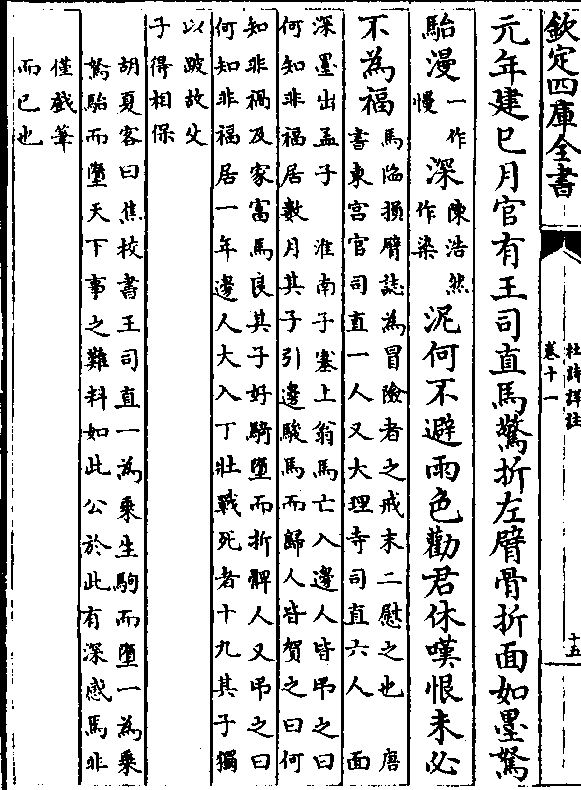 欽定四庫全書
杜詩詳註
卷十一
十五
元年建巳月官有王司直馬驚折左臂骨折面如墨駑
駘漫一作慢深陳浩然作染泥何不避雨色勸君休嘆恨未必
不為福馬陷損臂誌為冒險者之戒末二慰之也 唐
書東宮官司直一人又大理寺司直六人 面
深墨出孟子 淮南子塞上翁馬亡入邊人皆弔之曰
何知非福居數月其子引邊駿馬而歸人皆賀之曰何
知非禍及家富馬良其子好騎墮而折髀人又弔之曰
何知非福居一年邊人大入丁壯戰死者十九其子獨
以跛故父
子得相保
胡夏客曰焦校書王司直一為乘生駒而墮一為乘
駑駘而墮天下事之難料如此公於此有深感焉非
僅戲筆
而已也